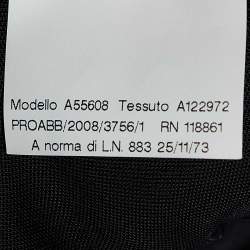 Modello A55608 Tessuto A122972
PROABB/2008/3756/1 RN 118861
A norma di L.N. 883 25/11/73